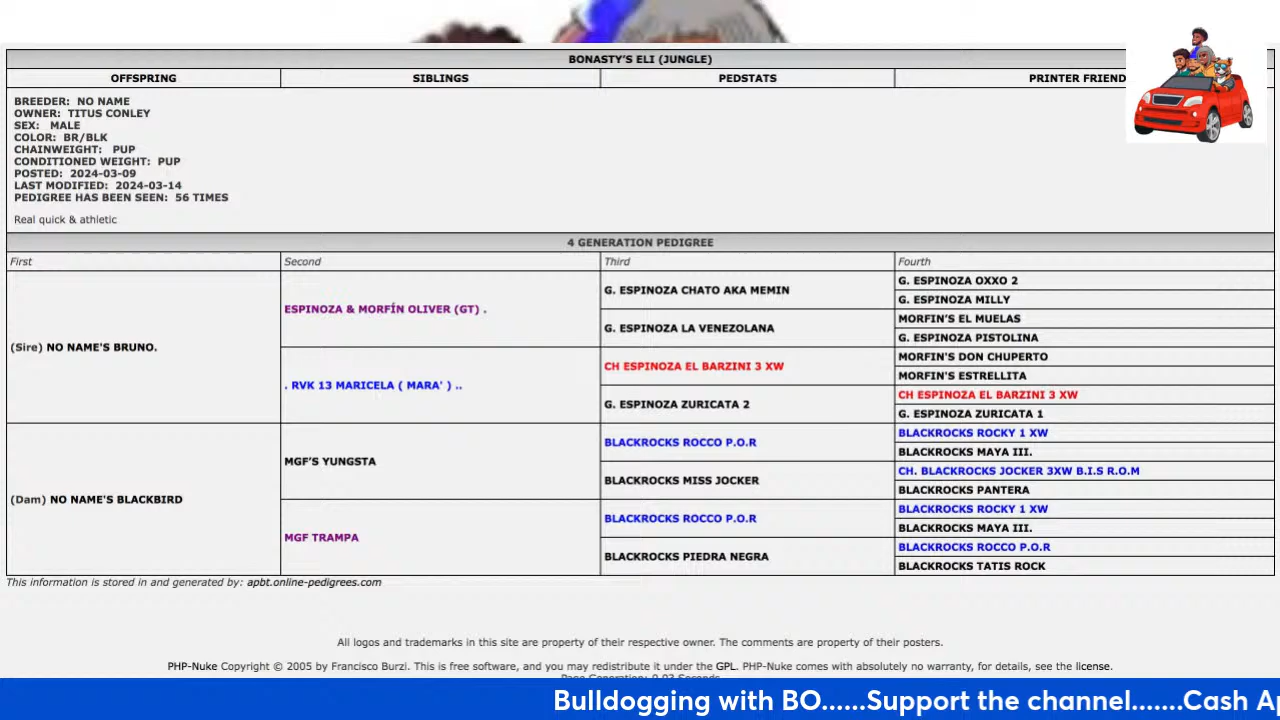 BONASTY'S ELI (JUNGLE)
OFFSPRING SIBLINGS PEDSTATS PRINTER FRIEND
BREEDER: NO NAME
OWNER: TITUS CONLEY
SEX: MALE
COLOR: BR/BLK
CHAINWEIGHT: PUP
CONDITIONED WEIGHT: PUP
POSTED: 2024-03-09
LAST MODIFIED: 2024-03-14
PEDIGREE HAS BEEN SEEN: 56 TIMES
Real quick & athletic
4 GENERATION PEDIGREE
First Second Third Fourth
(Sire) NO NAME'S BRUNO.
ESPINOZA & MORFÍN OLIVER (GT) .
G. ESPINOZA CHATO AKA MEMIN
G. ESPINOZA OXXO 2
G. ESPINOZA MILLY
G. ESPINOZA LA VENEZOLANA
MORFIN'S EL MUELAS
G. ESPINOZA PISTOLINA
. RVK 13 MARICELA ( MARA' ) ..
CH ESPINOZA EL BARZINI 3 XW
MORFIN'S DON CHUPERTO
MORFIN'S ESTRELLITA
G. ESPINOZA ZURICATA 2
CH ESPINOZA EL BARZINI 3 XW
G. ESPINOZA ZURICATA 1
(Dam) NO NAME'S BLACKBIRD
MGF'S YUNGSTA
BLACKROCKS ROCCO P.O.R
BLACKROCKS ROCKY 1 XW
BLACKROCKS MAYA III.
BLACKROCKS MISS JOCKER
CH. BLACKROCKS JOCKER 3XW B.I.S R.O.M
BLACKROCKS PANTERA
MGF TRAMPA
BLACKROCKS ROCCO P.O.R
BLACKROCKS ROCKY 1 XW
BLACKROCKS MAYA III.
BLACKROCKS PIEDRA NEGRA
BLACKROCKS ROCCO P.O.R
BLACKROCKS TATIS ROCK
This information is stored in and generated by: apbt.online-pedigrees.com
All logos and trademarks in this site are property of their respective owner. The comments are property of their posters.
PHP-Nuke Copyright © 2005 by Francisco Burzi. This is free software, and you may redistribute it under the GPL. PHP-Nuke comes with absolutely no warranty, for details, see the license.
Page Generation: 0.03 Seconds
Bulldogging with BO......Support the channel.......Cash A